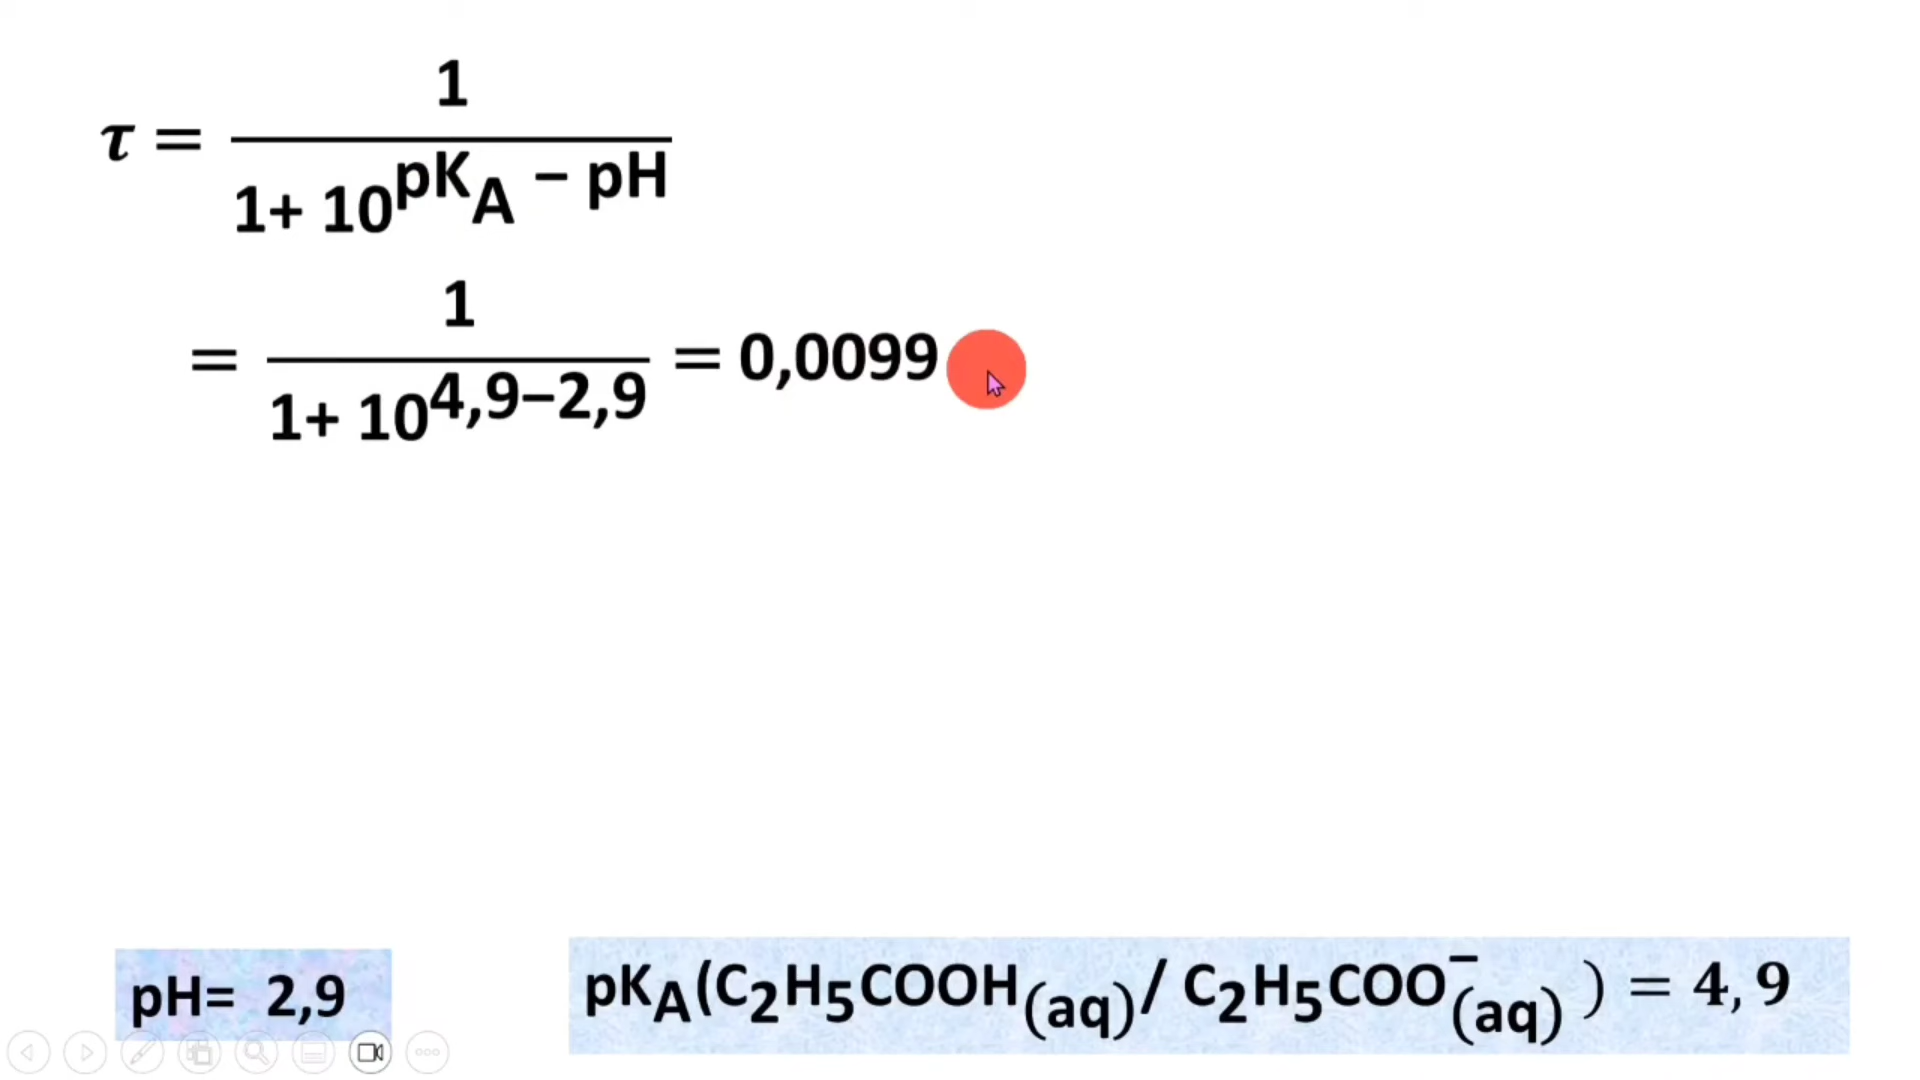 τ = 1 / (1+ 10^(pK_A − pH))
= 1 / (1+ 10^(4,9−2,9)) = 0,0099
pH= 2,9
pK_A(C₂H₅COOH_(aq)/ C₂H₅COO⁻_(aq) ) = 4, 9